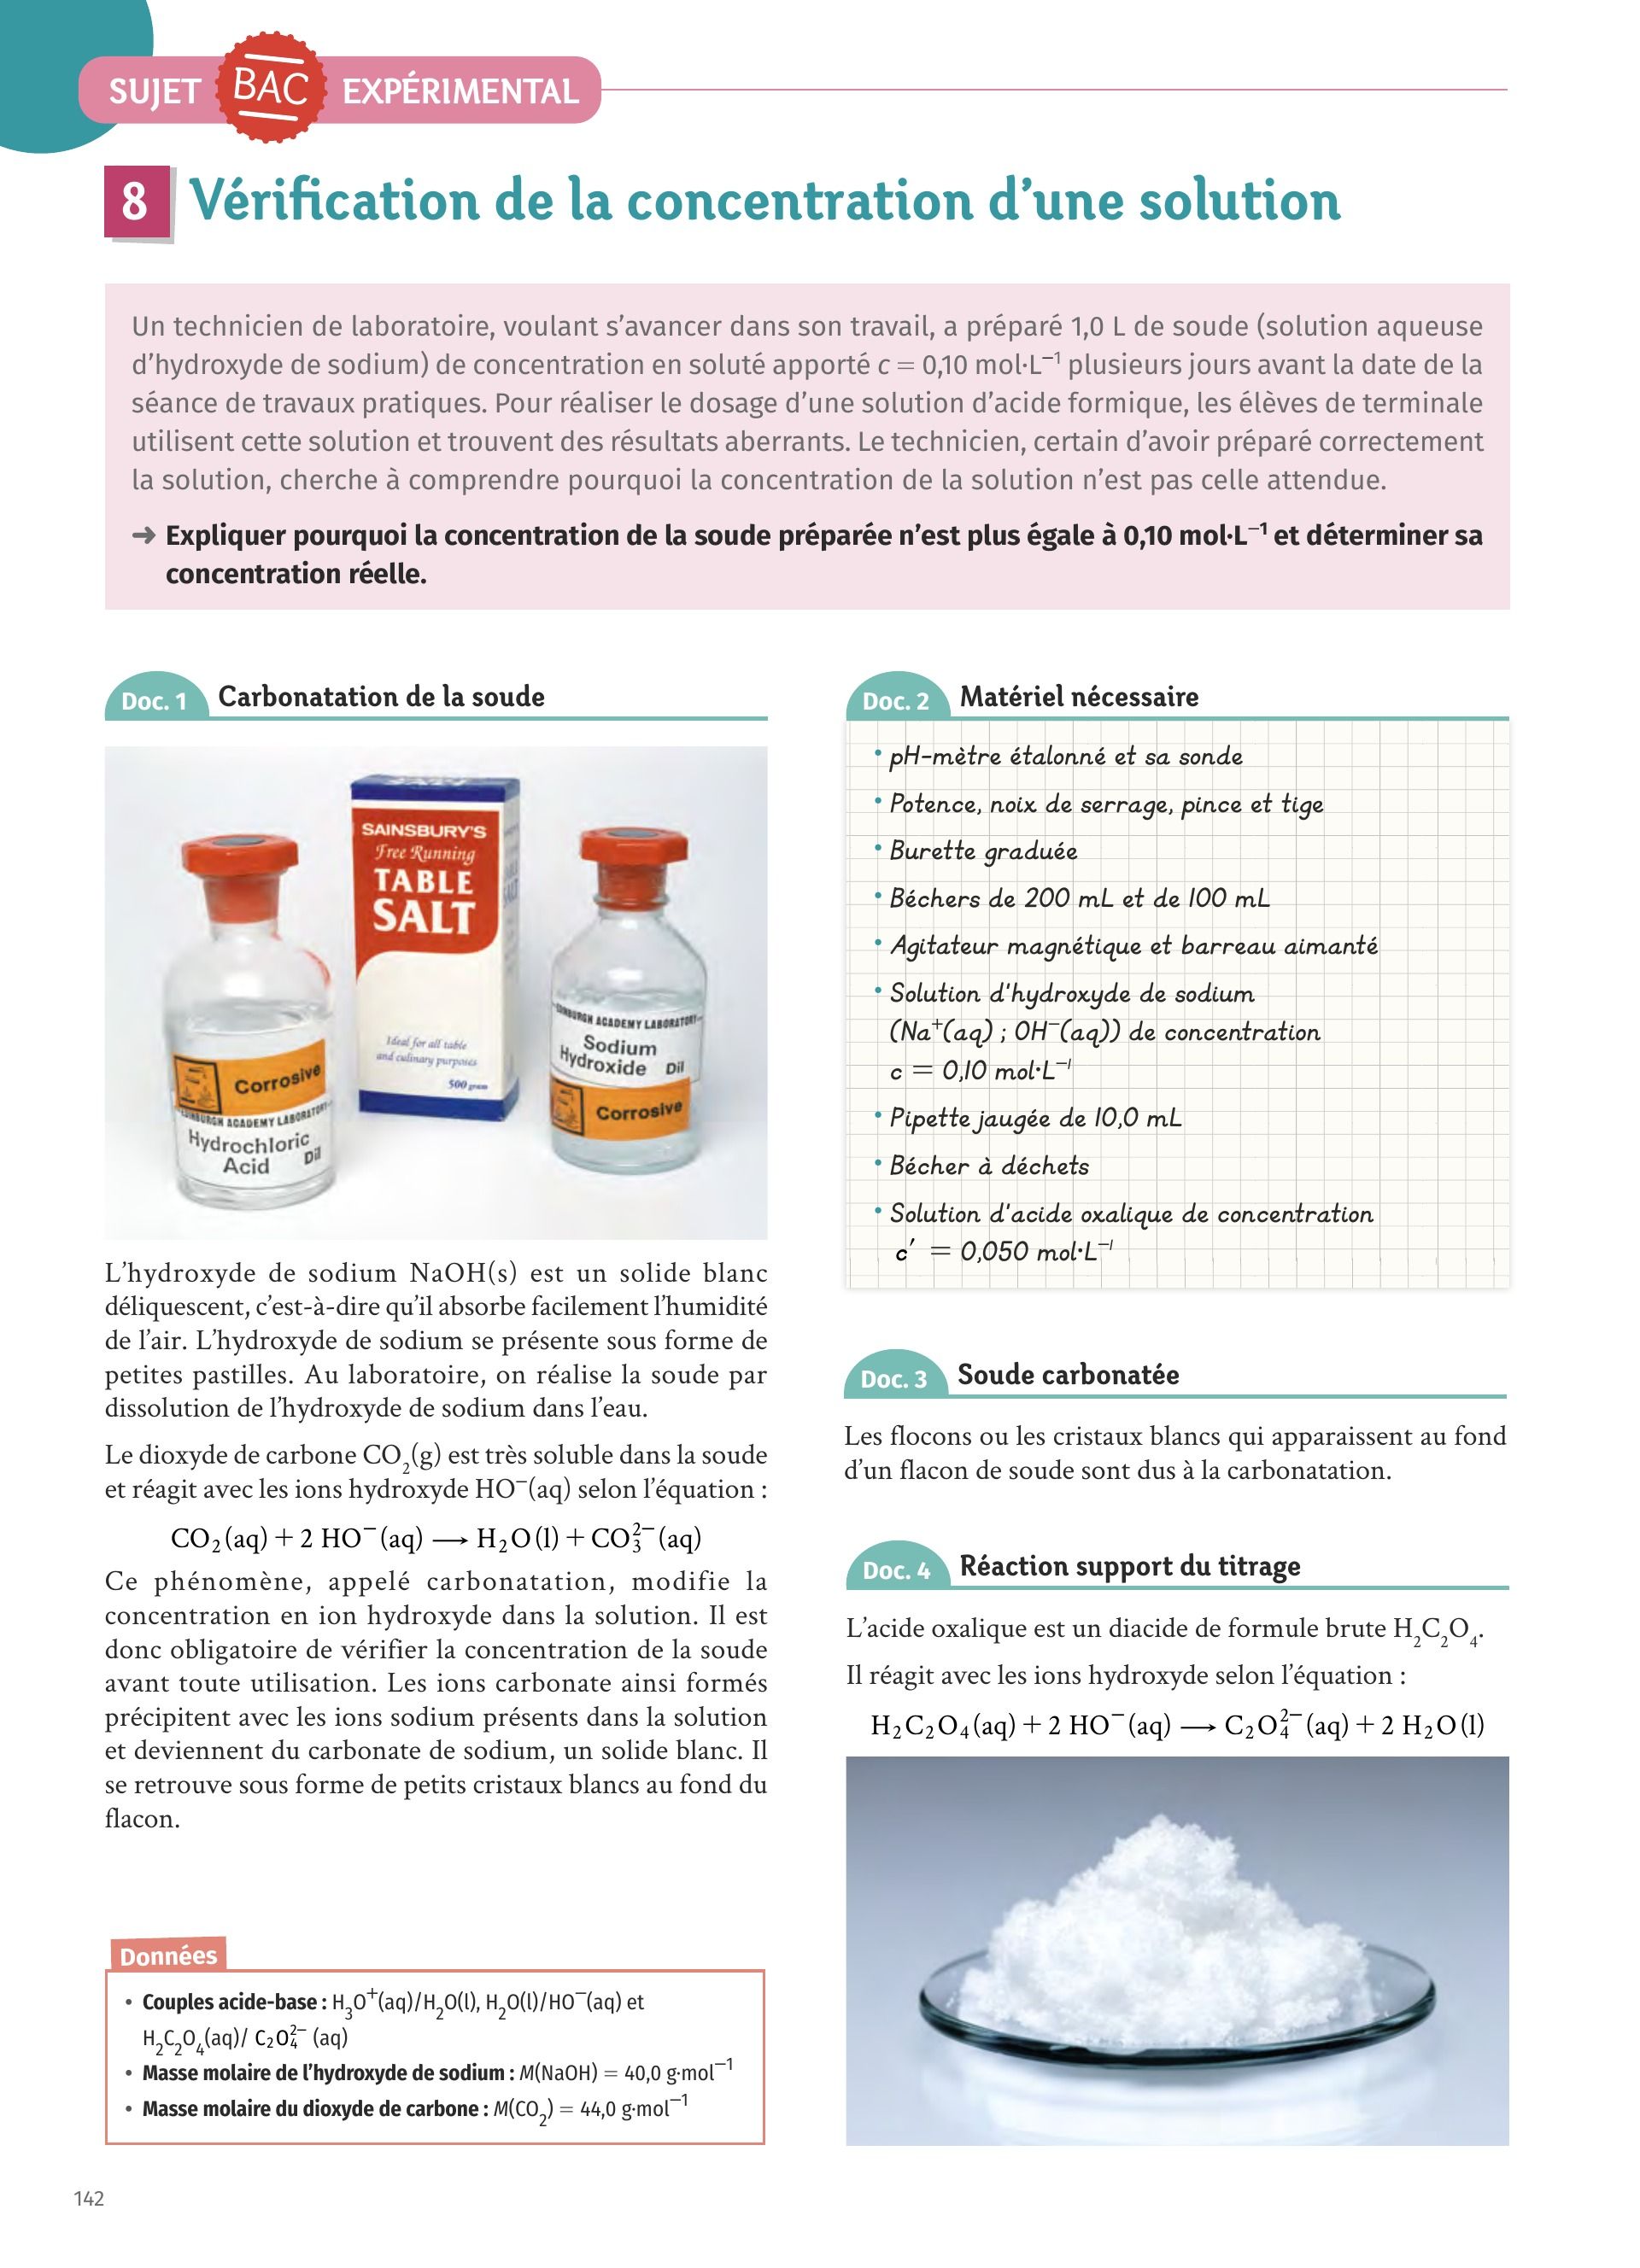 SUJET BAC EXPÉRIMENTAL
8 Vérification de la concentration d’une solution
Un technicien de laboratoire, voulant s’avancer dans son travail, a préparé 1,0 L de soude (solution aqueuse
d’hydroxyde de sodium) de concentration en soluté apporté c = 0,10 mol·L⁻¹ plusieurs jours avant la date de la
séance de travaux pratiques. Pour réaliser le dosage d’une solution d’acide formique, les élèves de terminale
utilisent cette solution et trouvent des résultats aberrants. Le technicien, certain d’avoir préparé correctement
la solution, cherche à comprendre pourquoi la concentration de la solution n’est pas celle attendue.
➜ Expliquer pourquoi la concentration de la soude préparée n’est plus égale à 0,10 mol·L⁻¹ et déterminer sa
concentration réelle.
Doc. 1 Carbonatation de la soude
SAINSBURY'S
Free Running
TABLE
SALT
Ideal for all table
and culinary purposes
500 gram
Corrosive
EDINBURGH ACADEMY LABORATORY
Hydrochloric
Acid Dil
EDINBURGH ACADEMY LABORATORY
Sodium
Hydroxide Dil
Corrosive
L’hydroxyde de sodium NaOH(s) est un solide blanc
déliquescent, c’est-à-dire qu’il absorbe facilement l’humidité
de l’air. L’hydroxyde de sodium se présente sous forme de
petites pastilles. Au laboratoire, on réalise la soude par
dissolution de l’hydroxyde de sodium dans l’eau.
Le dioxyde de carbone CO₂(g) est très soluble dans la soude
et réagit avec les ions hydroxyde HO⁻(aq) selon l’équation :
CO₂(aq) + 2 HO⁻(aq) ⟶ H₂O(l) + CO₃²⁻(aq)
Ce phénomène, appelé carbonatation, modifie la
concentration en ion hydroxyde dans la solution. Il est
donc obligatoire de vérifier la concentration de la soude
avant toute utilisation. Les ions carbonate ainsi formés
précipitent avec les ions sodium présents dans la solution
et deviennent du carbonate de sodium, un solide blanc. Il
se retrouve sous forme de petits cristaux blancs au fond du
flacon.
Données
• Couples acide-base : H₃O⁺(aq)/H₂O(l), H₂O(l)/HO⁻(aq) et
H₂C₂O₄(aq)/ C₂O₄²⁻ (aq)
• Masse molaire de l’hydroxyde de sodium : M(NaOH) = 40,0 g·mol⁻¹
• Masse molaire du dioxyde de carbone : M(CO₂) = 44,0 g·mol⁻¹
Doc. 2 Matériel nécessaire
• pH-mètre étalonné et sa sonde
• Potence, noix de serrage, pince et tige
• Burette graduée
• Béchers de 200 mL et de 100 mL
• Agitateur magnétique et barreau aimanté
• Solution d'hydroxyde de sodium
(Na⁺(aq) ; OH⁻(aq)) de concentration
c = 0,10 mol·L⁻¹
• Pipette jaugée de 10,0 mL
• Bécher à déchets
• Solution d'acide oxalique de concentration
c′ = 0,050 mol·L⁻¹
Doc. 3 Soude carbonatée
Les flocons ou les cristaux blancs qui apparaissent au fond
d’un flacon de soude sont dus à la carbonatation.
Doc. 4 Réaction support du titrage
L’acide oxalique est un diacide de formule brute H₂C₂O₄.
Il réagit avec les ions hydroxyde selon l’équation :
H₂C₂O₄(aq) + 2 HO⁻(aq) ⟶ C₂O₄²⁻(aq) + 2 H₂O(l)
142